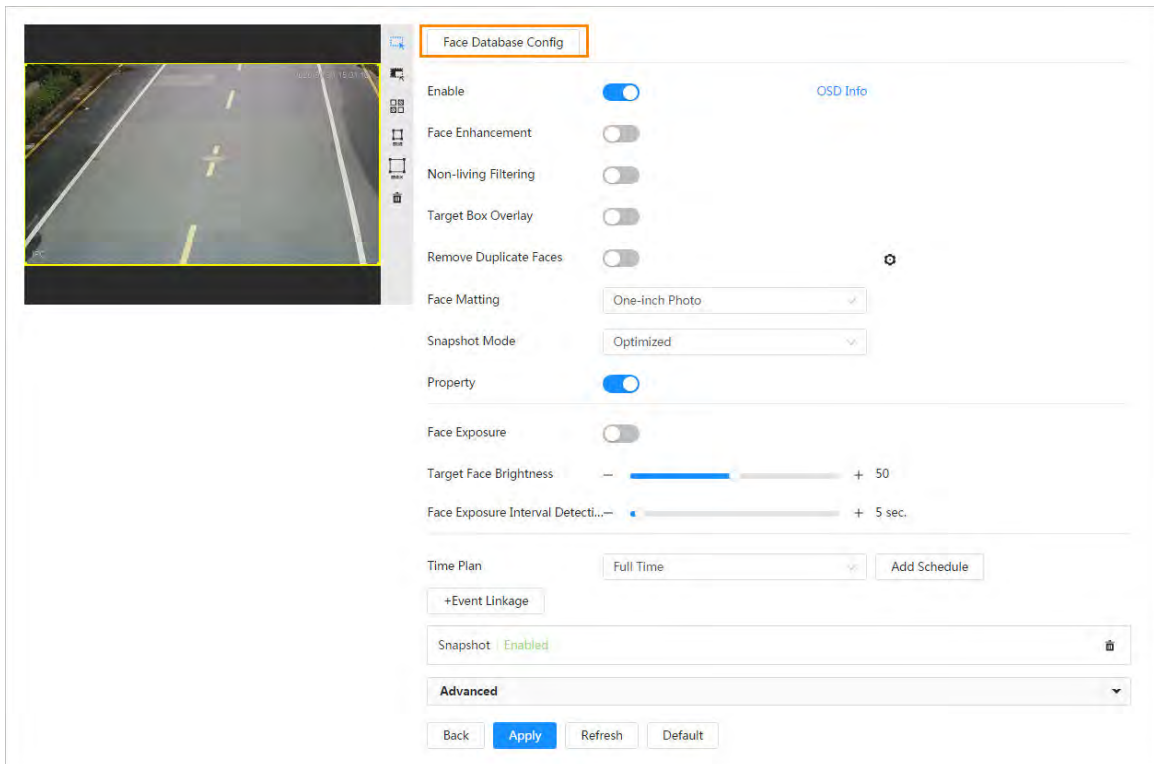 Face Database Config
Enable
OSD Info
Face Enhancement
Non-living Filtering
Target Box Overlay
Remove Duplicate Faces
Face Matting
One-inch Photo
Snapshot Mode
Optimized
Property
Face Exposure
Target Face Brightness
— + 50
Face Exposure Interval Detecti...
— + 5 sec.
Time Plan
Full Time
Add Schedule
+Event Linkage
Snapshot | Enabled
Advanced
Back
Apply
Refresh
Default
IPC